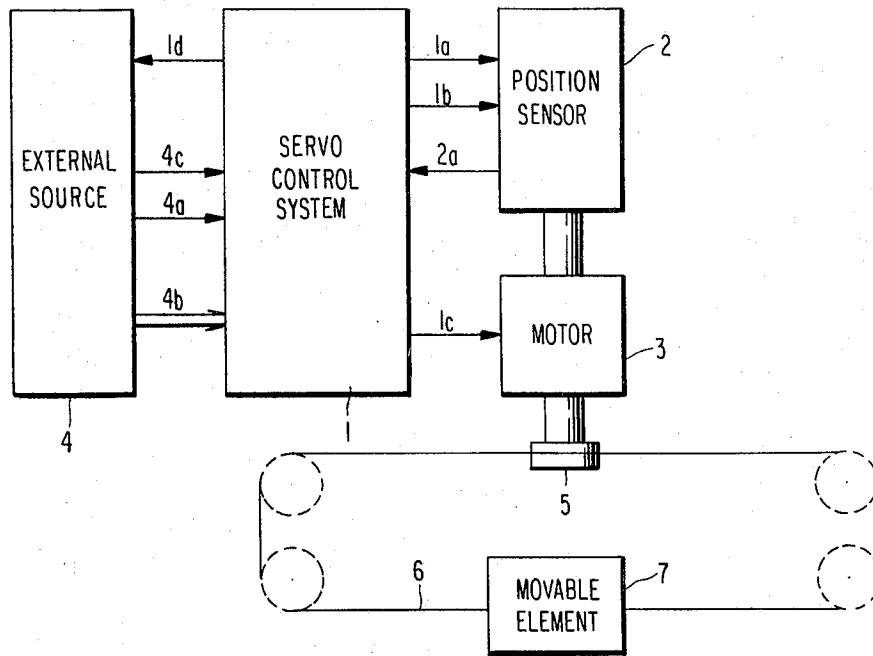 1d
1a
2
POSITION
SENSOR
1b
EXTERNAL
SOURCE
4c
4a
SERVO
CONTROL
SYSTEM
2a
4b
1c
MOTOR
3
4
1
5
6
MOVABLE
ELEMENT
7